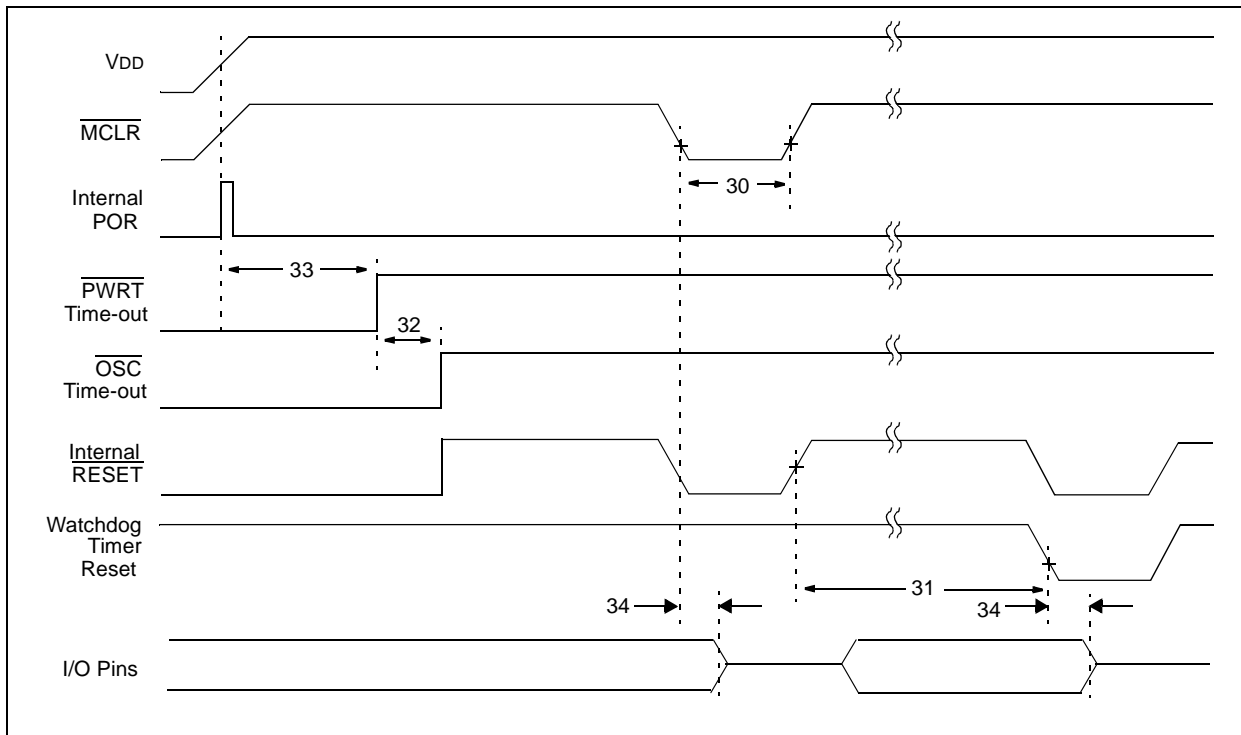 VDD
MCLR
30
Internal
POR
33
PWRT
Time-out
32
OSC
Time-out
Internal
RESET
Watchdog
Timer
Reset
31
34
34
I/O Pins